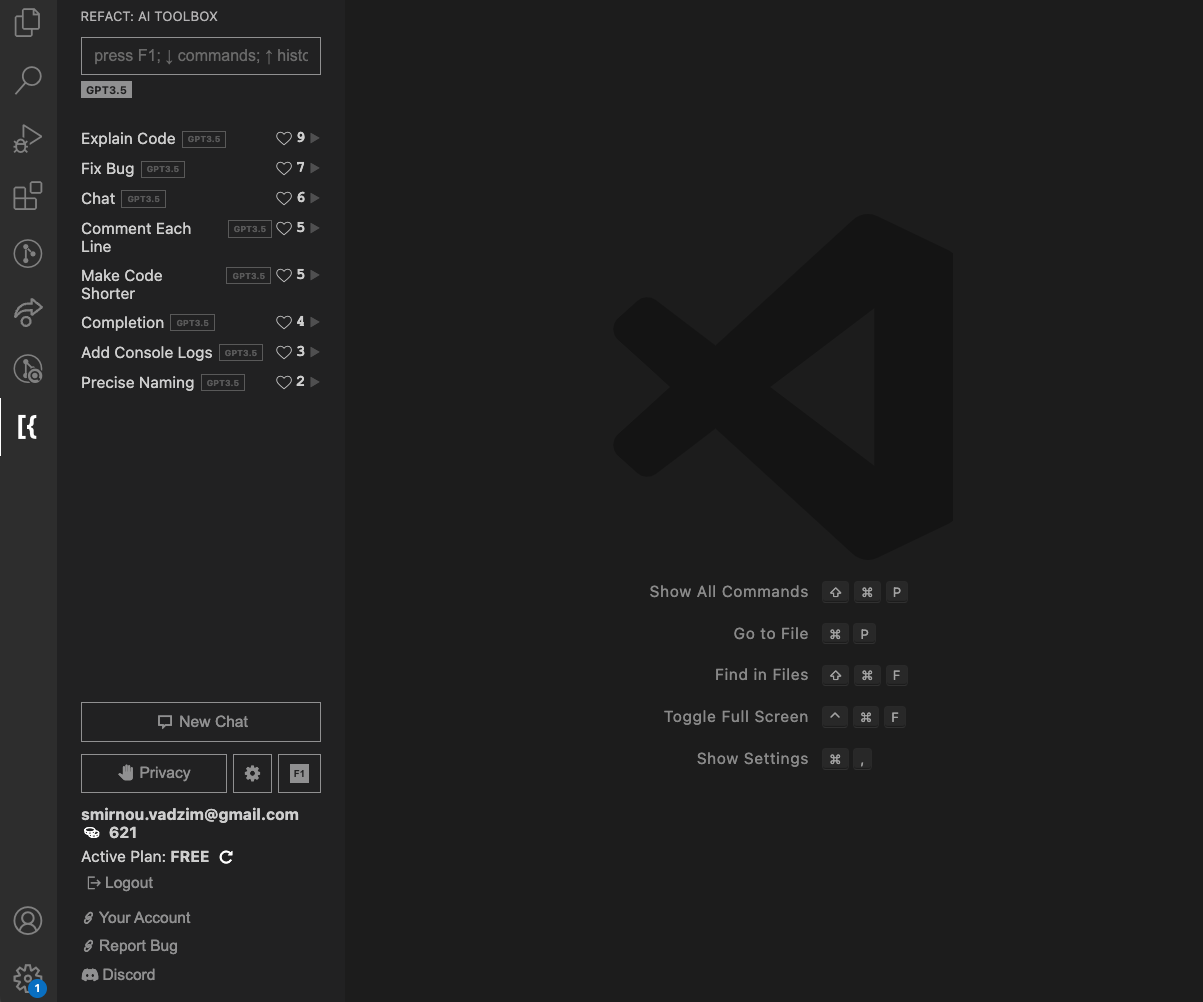 REFACT: AI TOOLBOX
press F1; ↓ commands; ↑ histo
GPT3.5
Explain Code GPT3.5 9
Fix Bug GPT3.5 7
Chat GPT3.5 6
Comment Each GPT3.5 5
Line
Make Code GPT3.5 5
Shorter
Completion GPT3.5 4
Add Console Logs GPT3.5 3
Precise Naming GPT3.5 2
Show All Commands ⇧ ⌘ P
Go to File ⌘ P
Find in Files ⇧ ⌘ F
Toggle Full Screen ^ ⌘ F
Show Settings ⌘ ,
New Chat
Privacy F1
smirnou.vadzim@gmail.com
621
Active Plan: FREE
Logout
Your Account
Report Bug
Discord
1